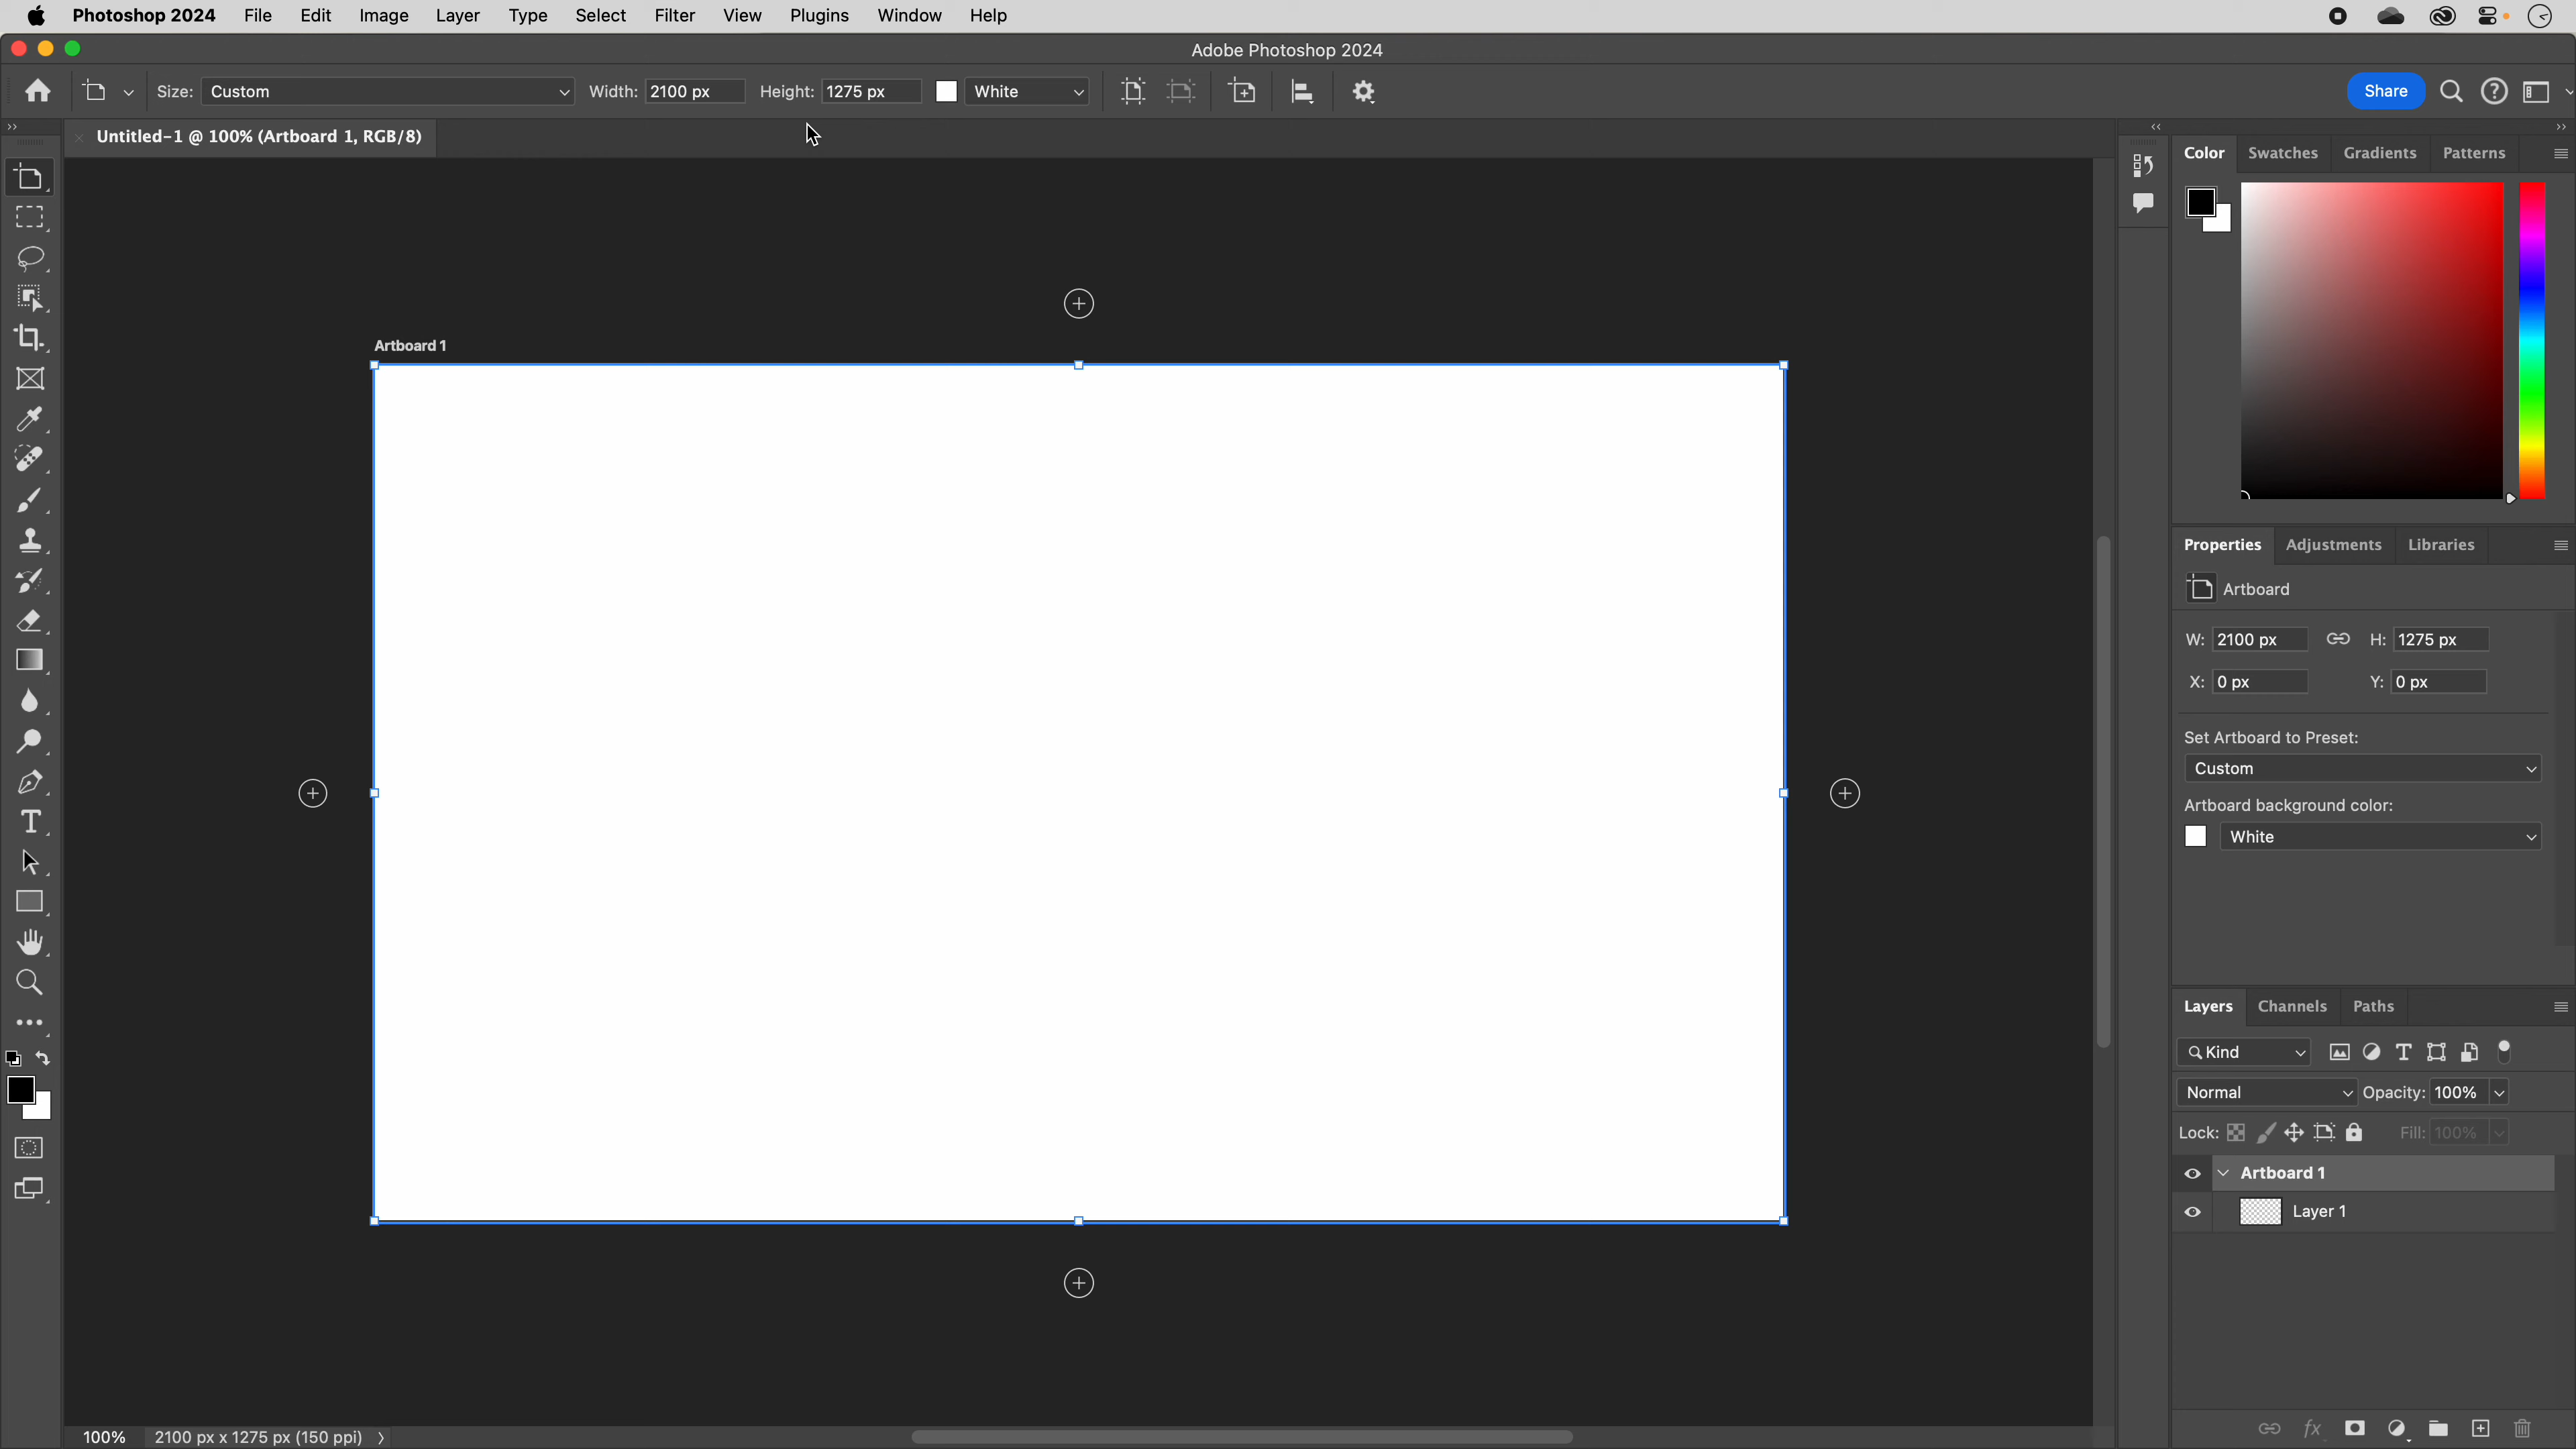 Photoshop 2024 File Edit Image Layer Type Select Filter View Plugins Window Help
Adobe Photoshop 2024
Size: Custom Width: 2100 px Height: 1275 px White Share
Untitled-1 @ 100% (Artboard 1, RGB/8)
Color Swatches Gradients Patterns
Artboard 1
Properties Adjustments Libraries
Artboard
W: 2100 px H: 1275 px
X: 0 px Y: 0 px
Set Artboard to Preset:
Custom
Artboard background color:
White
Layers Channels Paths
Kind
Normal Opacity: 100%
Lock: Fill: 100%
Artboard 1
Layer 1
100% 2100 px x 1275 px (150 ppi)